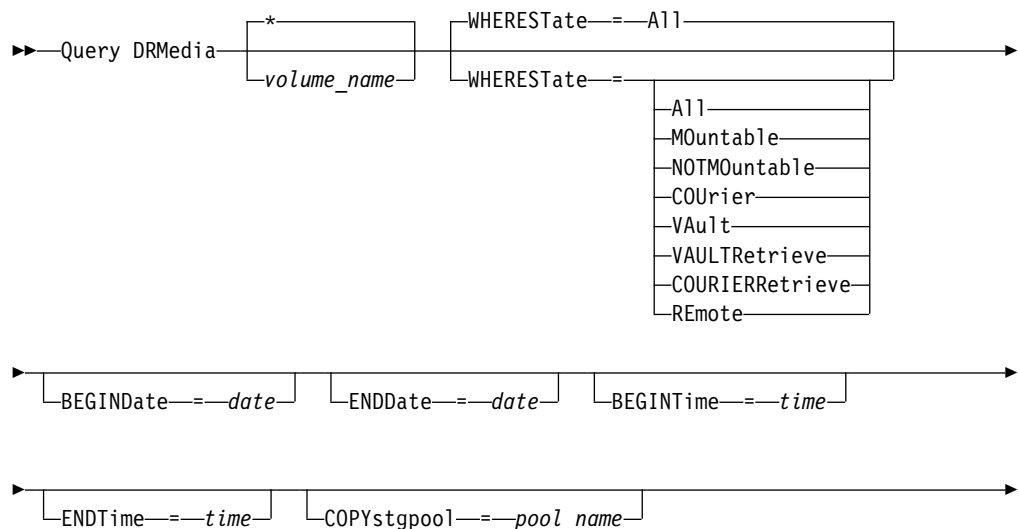 * WHERESTate = All
Query DRMedia
volume_name WHERESTate =
All
MOuntable
NOTMOuntable
COUrier
VAult
VAULTRetrieve
COURIERRetrieve
REmote
BEGINDate = date ENDDate = date BEGINTime = time
ENDTime = time COPYstgpool = pool name